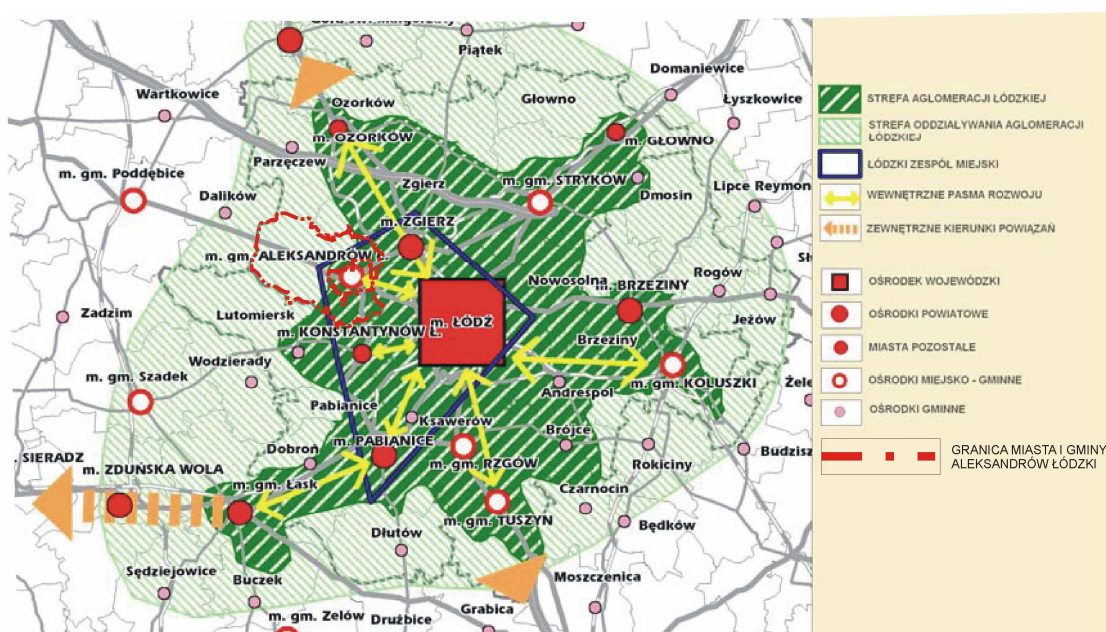 Piątek
Domaniewice
Wartkowice
Ozorków
Głowno
Łyszkowice
m. OZORKÓW
m. GŁOWNO
Parzęczew
m. gm. Poddębice
Zgierz
m. gm. STRYKÓW
Dmosin
Lipce Reymon
Dalików
m. ZGIERZ
m. gm. ALEKSANDRÓW Ł.
Nowosolna
m. BRZEZINY
Rogów
Zadzim
Lutomiersk
m. KONSTANTYNÓW Ł.
m. ŁÓDŹ
Jeżów
Brzeziny
Wodzierady
m. gm. Szadek
m. gm. KOLUSZKI
Żele
Pabianice
Andrespol
Ksawerów
Dobroń
m. PABIANICE
Brójce
Budzisz
. SIERADZ
m. ZDUŃSKA WOLA
m. gm. RZGÓW
Rokiciny
m. gm. Łask
Czarnocin
m. gm. TUSZYN
Będków
Dłutów
Sędziejowice
Buczek
Moszczenica
Grabica
m. gm. Zelów
Drużbice
STREFA AGLOMERACJI ŁÓDZKIEJ
STREFA ODDZIAŁYWANIA AGLOMERACJI
ŁÓDZKIEJ
ŁÓDZKI ZESPÓŁ MIEJSKI
WEWNĘTRZNE PASMA ROZWOJU
ZEWNĘTRZNE KIERUNKI POWIĄZAŃ
OŚRODEK WOJEWÓDZKI
OŚRODKI POWIATOWE
MIASTA POZOSTAŁE
OŚRODKI MIEJSKO - GMINNE
OŚRODKI GMINNE
GRANICA MIASTA I GMINY
ALEKSANDRÓW ŁÓDZKI